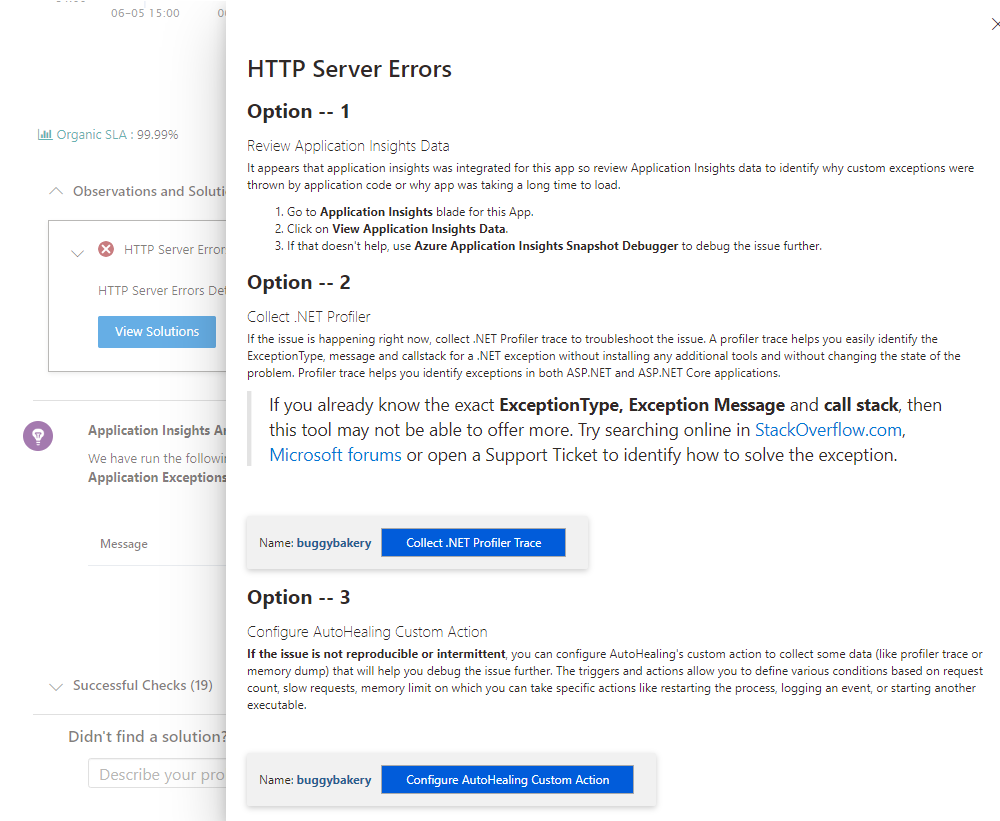 06-05 15:00
HTTP Server Errors
Option -- 1
Organic SLA : 99.99%
Review Application Insights Data
It appears that application insights was integrated for this app so review Application Insights data to identify why custom exceptions were
thrown by application code or why app was taking a long time to load.
Observations and
1. Go to Application Insights blade for this App.
2. Click on View Application Insights Data.
3. If that doesn't help, use Azure Application Insights Snapshot Debugger to debug the issue further.
HTTP Server
HTTP Server Errors
View Solutions
Option -- 2
Collect .NET Profiler
If the issue is happening right now, collect .NET Profiler trace to troubleshoot the issue. A profiler trace helps you easily identify the
ExceptionType, message and callstack for a .NET exception without installing any additional tools and without changing the state of the
problem. Profiler trace helps you identify exceptions in both ASP.NET and ASP.NET Core applications.
If you already know the exact ExceptionType, Exception Message and call stack, then
this tool may not be able to offer more. Try searching online in StackOverflow.com,
Microsoft forums or open a Support Ticket to identify how to solve the exception.
Application Insights
We have run the
Application Exceptions
Message
Name: buggybakery Collect .NET Profiler Trace
Option -- 3
Configure AutoHealing Custom Action
If the issue is not reproducible or intermittent, you can configure AutoHealing's custom action to collect some data (like profiler trace or
memory dump) that will help you debug the issue further. The triggers and actions allow you to define various conditions based on request
count, slow requests, memory limit on which you can take specific actions like restarting the process, logging an event, or starting another
executable.
Successful Checks (19)
Didn't find a solution?
Describe your
Name: buggybakery Configure AutoHealing Custom Action